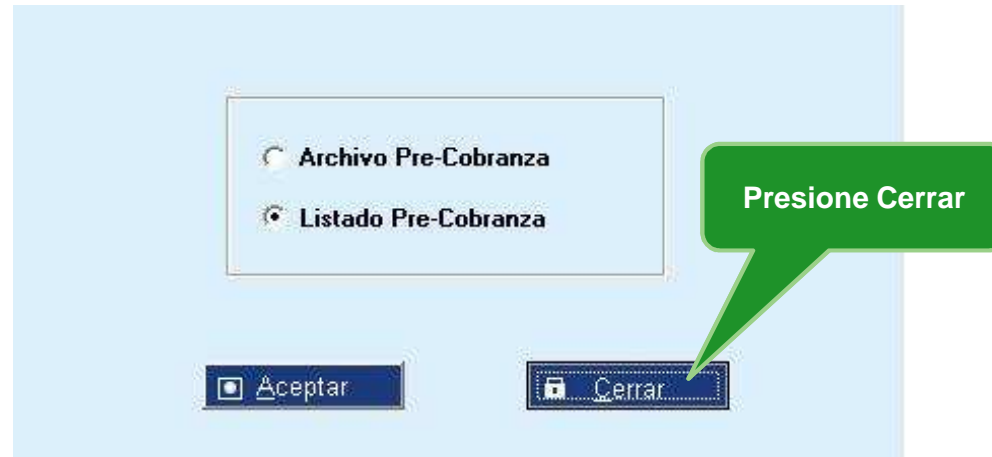 Archivo Pre-Cobranza
Listado Pre-Cobranza
Presione Cerrar
Aceptar
Cerrar